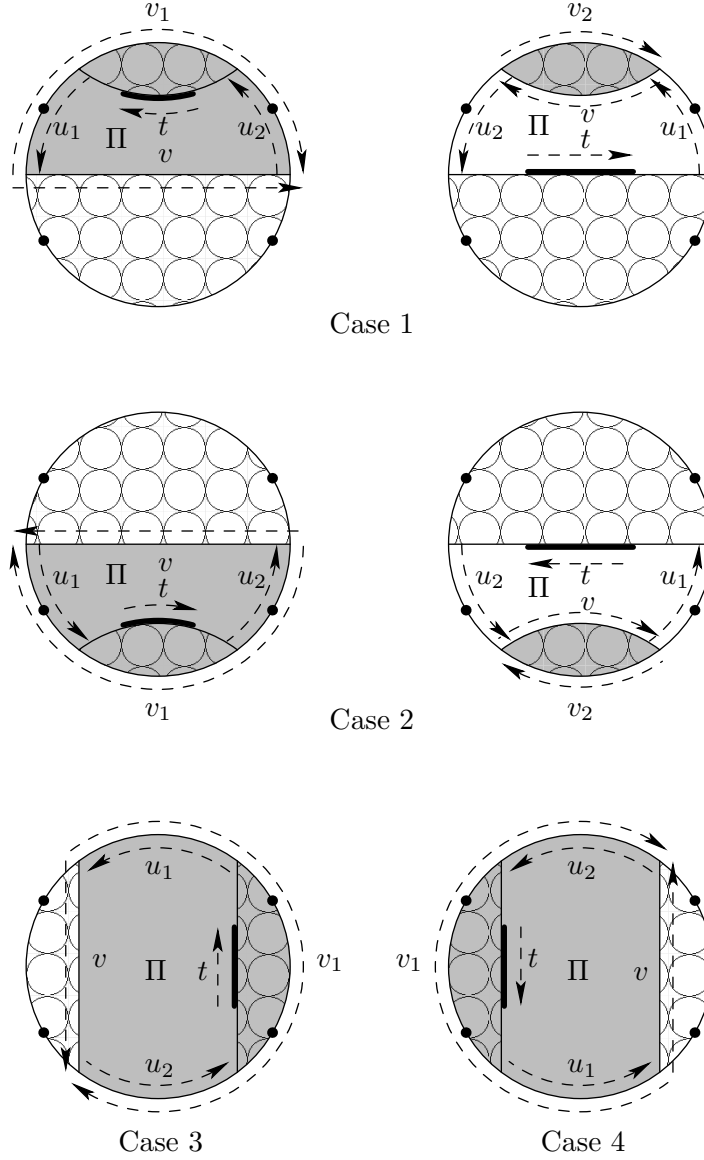 v₁ v₂
u₁ Π t v u₂ u₂ Π v t u₁
Case 1
u₁ Π v t u₂ u₂ Π t v u₁
v₁ Case 2 v₂
u₁ u₂
v Π t v₁ v₁ t Π v
u₂ u₁
Case 3 Case 4